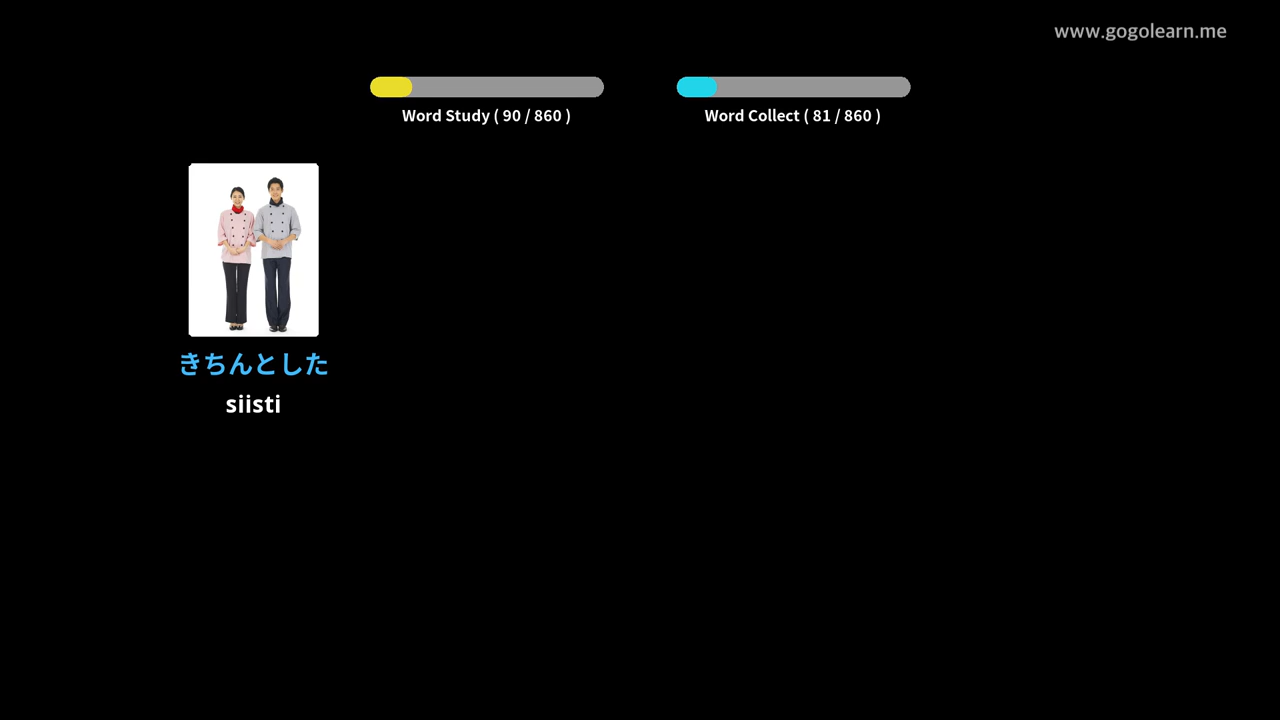 www.gogolearn.me
Word Study ( 90 / 860 )
Word Collect ( 81 / 860 )
きちんとした
siisti